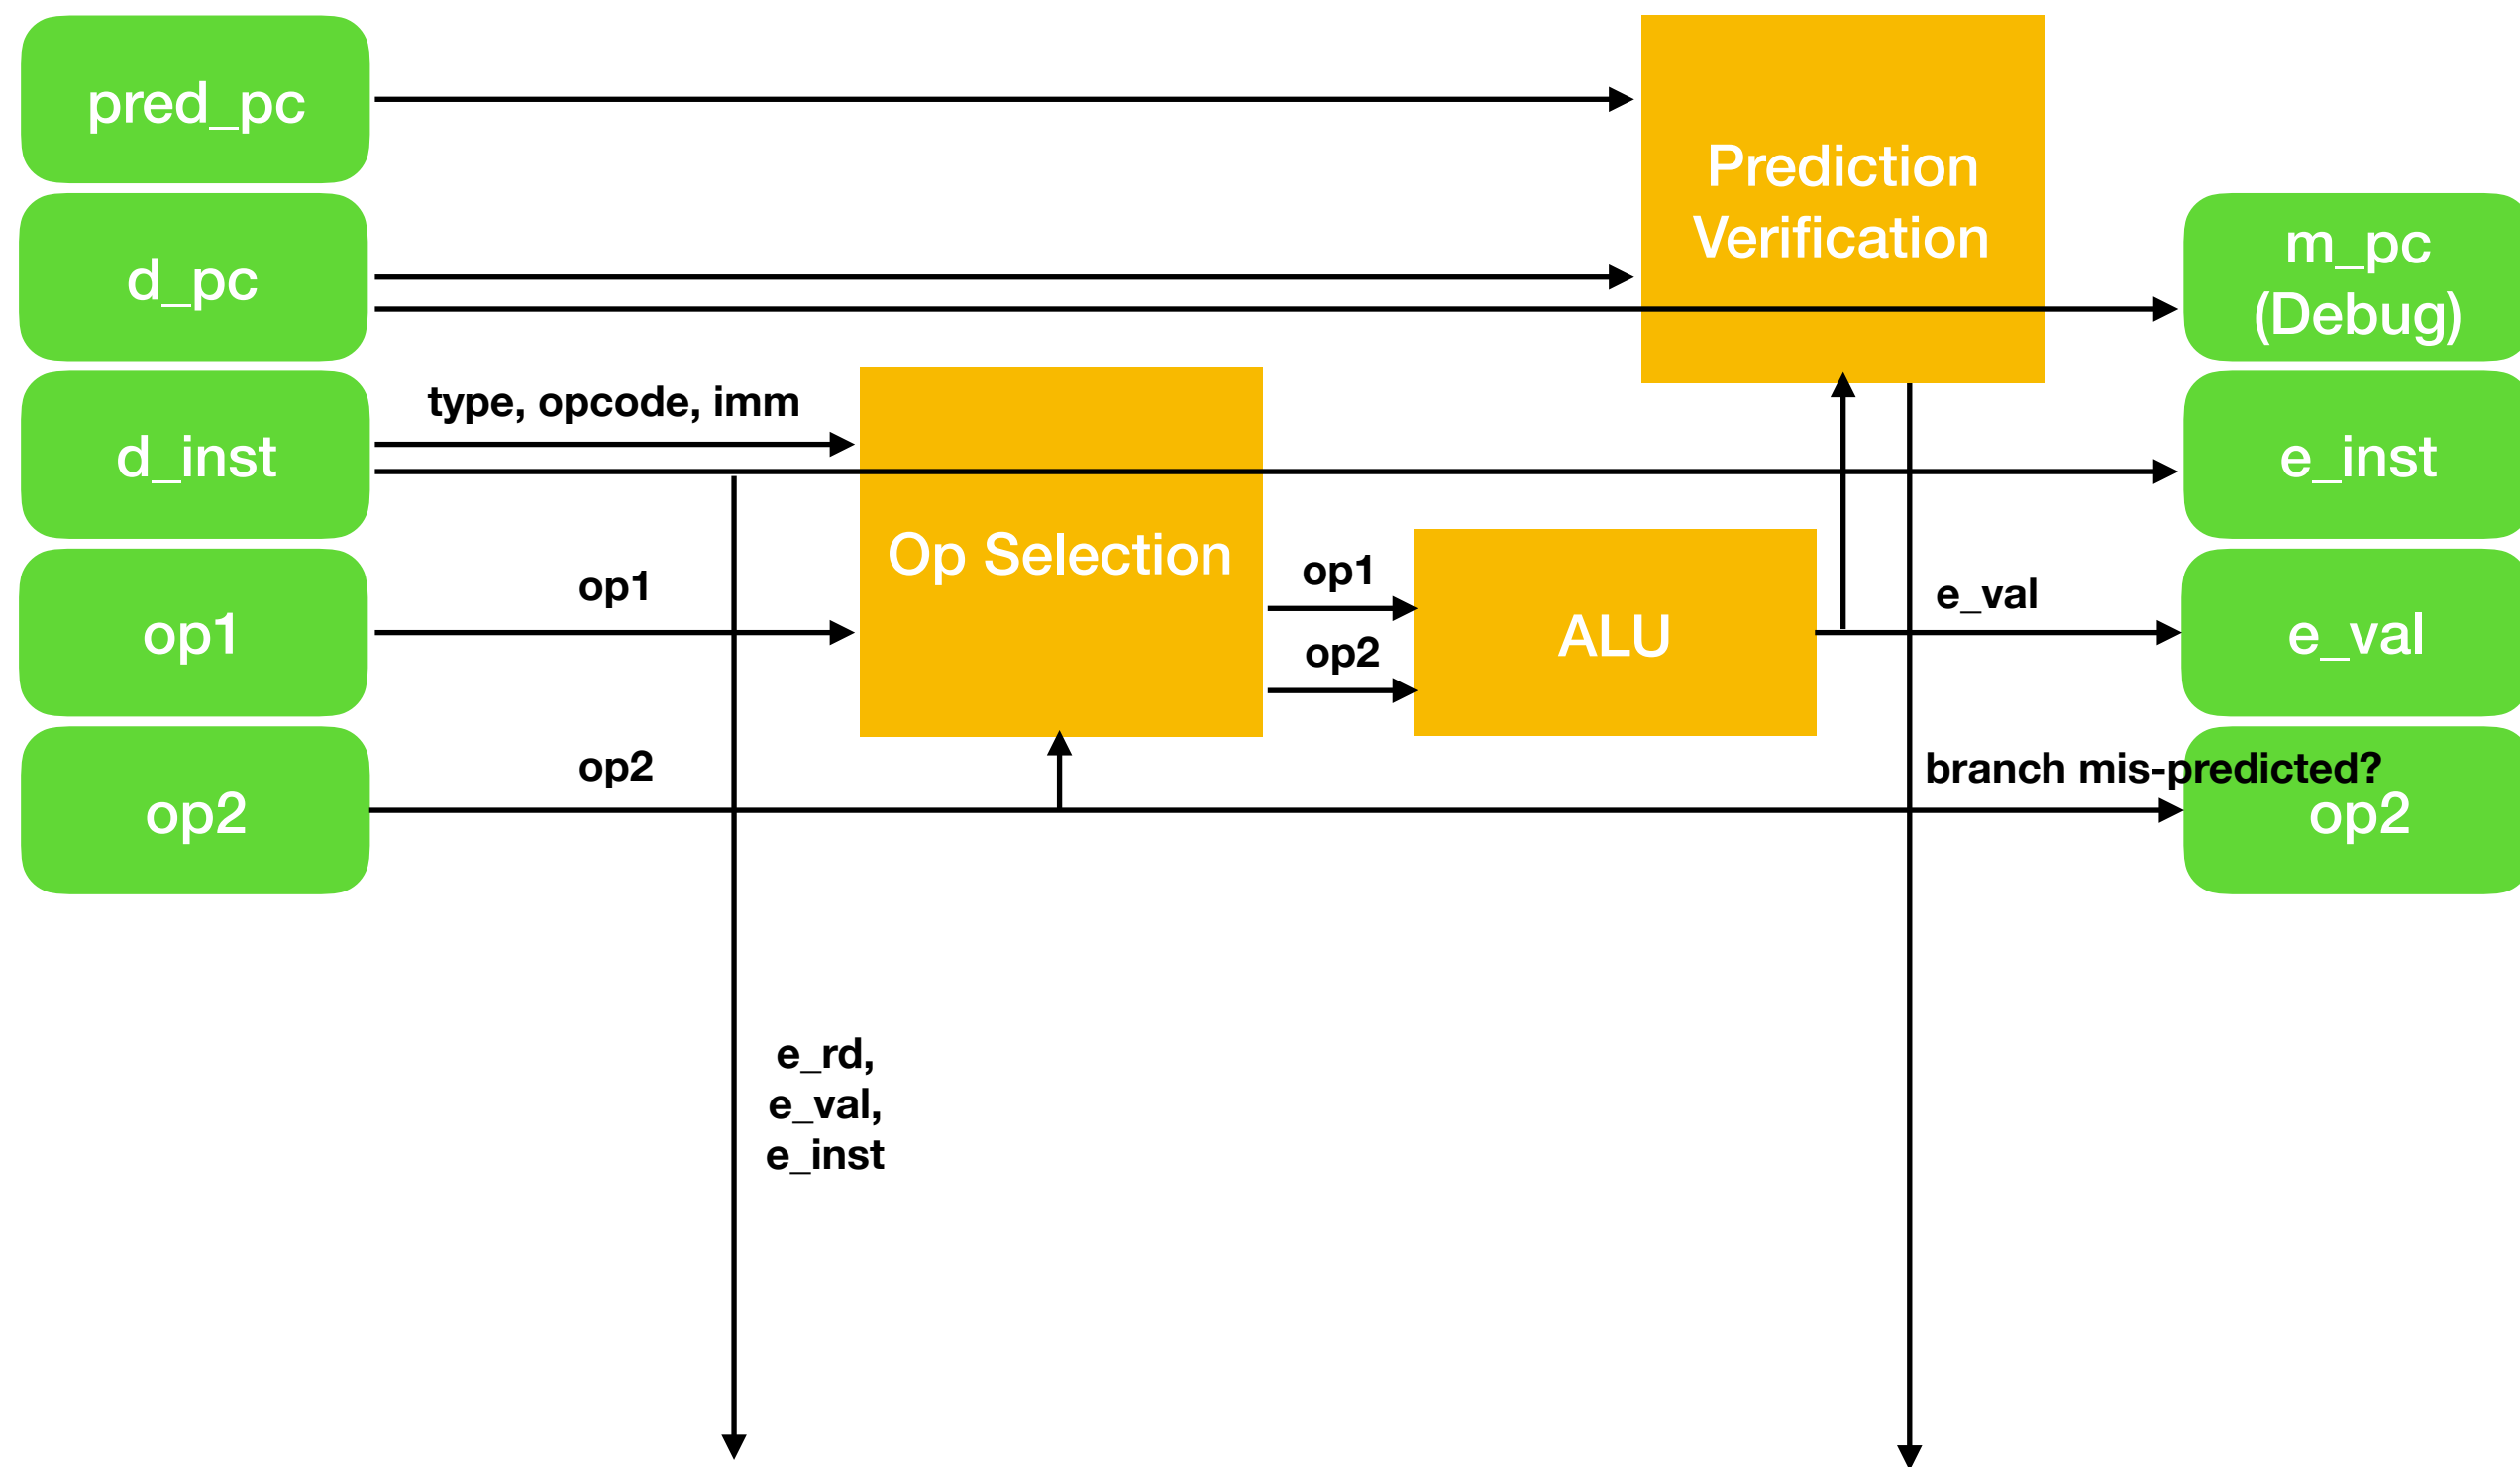 pred_pc
Prediction
Verification
d_pc
m_pc
(Debug)
type, opcode, imm
d_inst
e_inst
Op Selection
op1
op1
op1
op2
ALU
e_val
e_val
op2
op2
branch mis-predicted?
op2
e_rd,
e_val,
e_inst